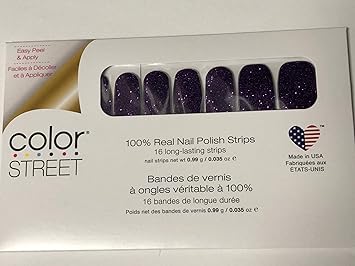 Easy Peel
& Apply
Faciles à Décoller
et à Appliquer
color®
STREET
100% Real Nail Polish Strips
16 long-lasting strips
nail strips net wt 0.99 g / 0.035 oz ℮
Bandes de vernis
à ongles véritable à 100%
16 bandes de longue durée
Poids net des bandes de vernis 0.99 g / 0.035 oz ℮
TM
Made in USA
Fabriquées aux
ÉTATS-UNIS